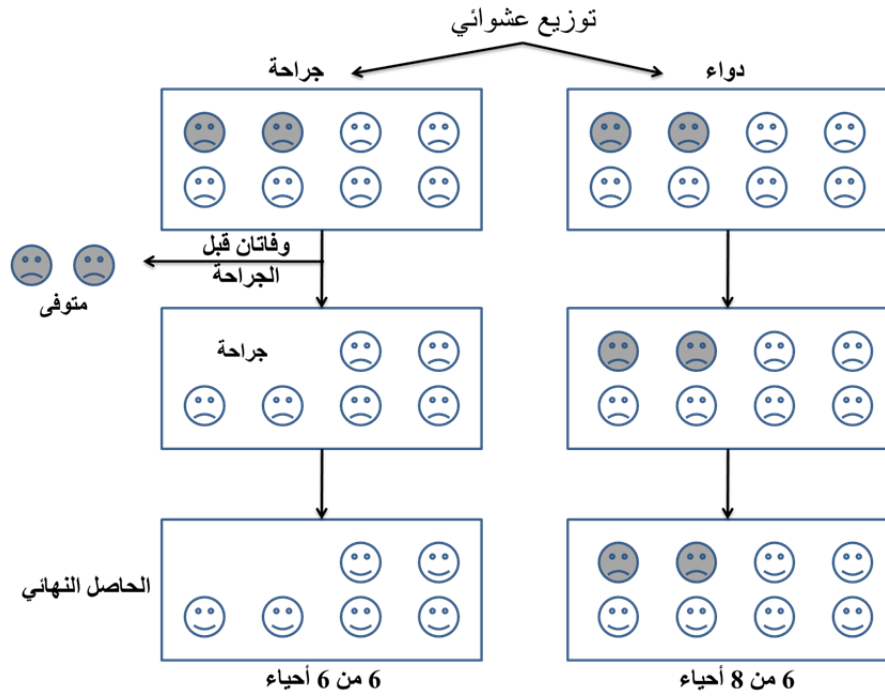 توزيع عشوائي
جراحة
دواء
وفاتان قبل
الجراحة
متوفى
جراحة
الحاصل النهائي
6 من 6 أحياء
6 من 8 أحياء